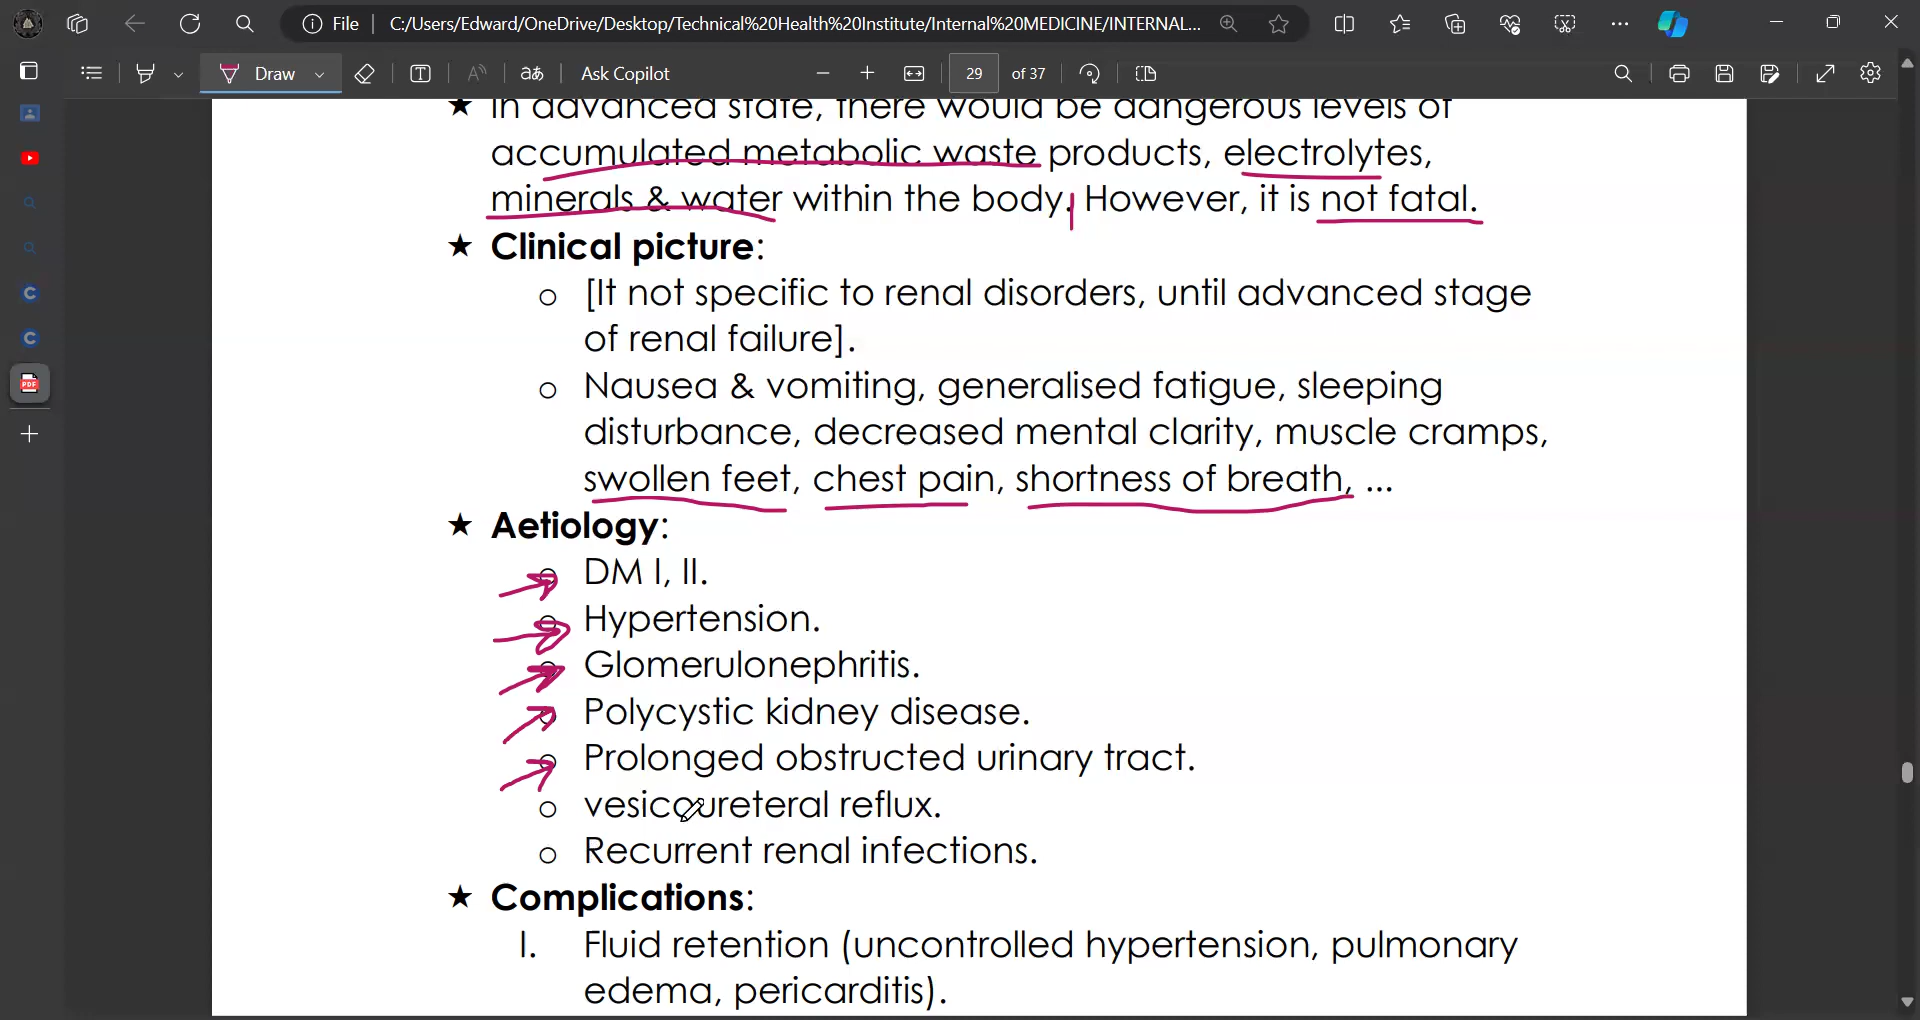 File
C:/Users/Edward/OneDrive/Desktop/Technical%20Health%20Institute/Internal%20MEDICINE/INTERNAL...
Draw
T
A
aあ
Ask Copilot
29
of 37
★ In advanced state, there would be dangerous levels of
accumulated metabolic waste products, electrolytes,
minerals & water within the body. However, it is not fatal.
★ Clinical picture:
o [It not specific to renal disorders, until advanced stage
of renal failure].
o Nausea & vomiting, generalised fatigue, sleeping
disturbance, decreased mental clarity, muscle cramps,
swollen feet, chest pain, shortness of breath, ...
★ Aetiology:
o DM I, II.
o Hypertension.
o Glomerulonephritis.
o Polycystic kidney disease.
o Prolonged obstructed urinary tract.
o vesicoureteral reflux.
o Recurrent renal infections.
★ Complications:
I. Fluid retention (uncontrolled hypertension, pulmonary
edema, pericarditis).
C
C
PDF